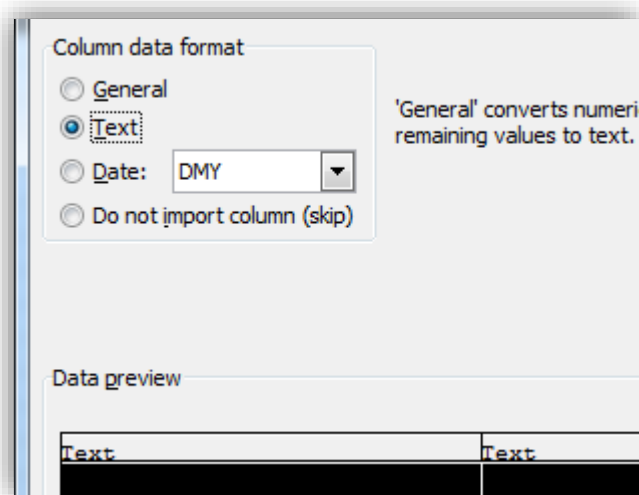 Column data format
General
Text
Date: DMY
Do not import column (skip)
'General' converts
remaining values to text.
Data preview
Text Text